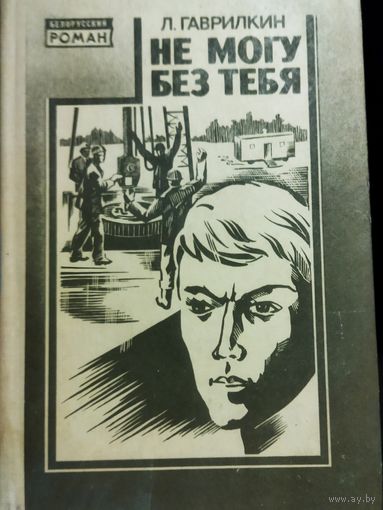 БЕЛОРУССКИЙ
РОМАН
Л. ГАВРИЛКИН
НЕ МОГУ
БЕЗ ТЕБЯ
www.ay.by